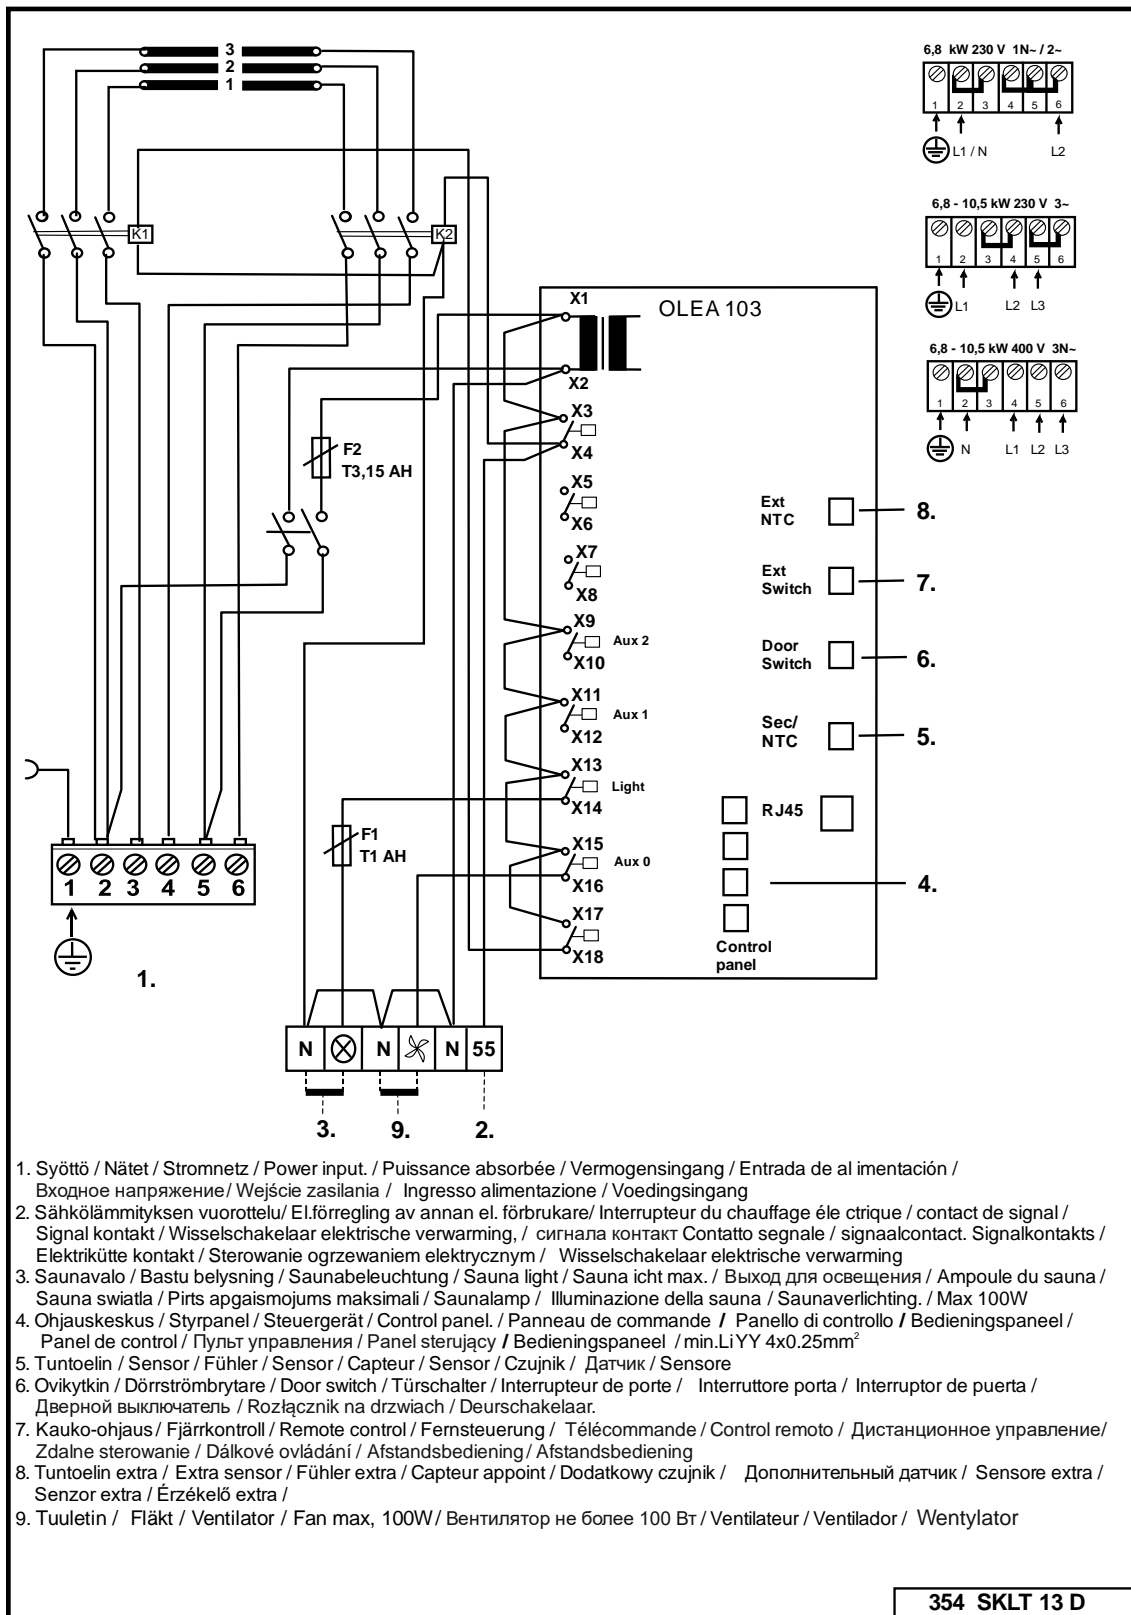 3
2
1
K1
K2
6,8 kW 230 V 1N~ / 2~
1 2 3 4 5 6
L1 / N L2
6,8 - 10,5 kW 230 V 3~
1 2 3 4 5 6
L1 L2 L3
6,8 - 10,5 kW 400 V 3N~
1 2 3 4 5 6
N L1 L2 L3
OLEA 103
X1
X2
X3
X4
X5
X6
X7
X8
X9
Aux 2
X10
X11
Aux 1
X12
X13
Light
X14
X15
Aux 0
X16
X17
X18
F2
T3,15 AH
F1
T1 AH
Ext
NTC
8.
Ext
Switch
7.
Door
Switch
6.
Sec/
NTC
5.
RJ45
4.
Control
panel
1 2 3 4 5 6
1.
N N N 55
3. 9. 2.
1. Syöttö / Nätet / Stromnetz / Power input. / Puissance absorbée / Vermogensingang / Entrada de al imentación /
Входное напряжение/ Wejście zasilania / Ingresso alimentazione / Voedingsingang
2. Sähkölämmityksen vuorottelu/ El.förregling av annan el. förbrukare/ Interrupteur du chauffage éle ctrique / contact de signal /
Signal kontakt / Wisselschakelaar elektrische verwarming, / сигнала контакт Contatto segnale / signaalcontact. Signalkontakts /
Elektrikütte kontakt / Sterowanie ogrzewaniem elektrycznym / Wisselschakelaar elektrische verwarming
3. Saunavalo / Bastu belysning / Saunabeleuchtung / Sauna light / Sauna icht max. / Выход для освещения / Ampoule du sauna /
Sauna swiatla / Pirts apgaismojums maksimali / Saunalamp / Illuminazione della sauna / Saunaverlichting. / Max 100W
4. Ohjauskeskus / Styrpanel / Steuergerät / Control panel. / Panneau de commande / Panello di controllo / Bedieningspaneel /
Panel de control / Пульт управления / Panel sterujący / Bedieningspaneel / min.LiYY 4x0.25mm²
5. Tuntoelin / Sensor / Fühler / Sensor / Capteur / Sensor / Czujnik / Датчик / Sensore
6. Ovikytkin / Dörrströmbrytare / Door switch / Türschalter / Interrupteur de porte / Interruttore porta / Interruptor de puerta /
Дверной выключатель / Rozłącznik na drzwiach / Deurschakelaar.
7. Kauko-ohjaus / Fjärrkontroll / Remote control / Fernsteuerung / Télécommande / Control remoto / Дистанционное управление/
Zdalne sterowanie / Dálkové ovládání / Afstandsbediening / Afstandsbediening
8. Tuntoelin extra / Extra sensor / Fühler extra / Capteur appoint / Dodatkowy czujnik / Дополнительный датчик / Sensore extra /
Senzor extra / Érzékelő extra /
9. Tuuletin / Fläkt / Ventilator / Fan max, 100W / Вентилятор не более 100 Вт / Ventilateur / Ventilador / Wentylator
354 SKLT 13 D